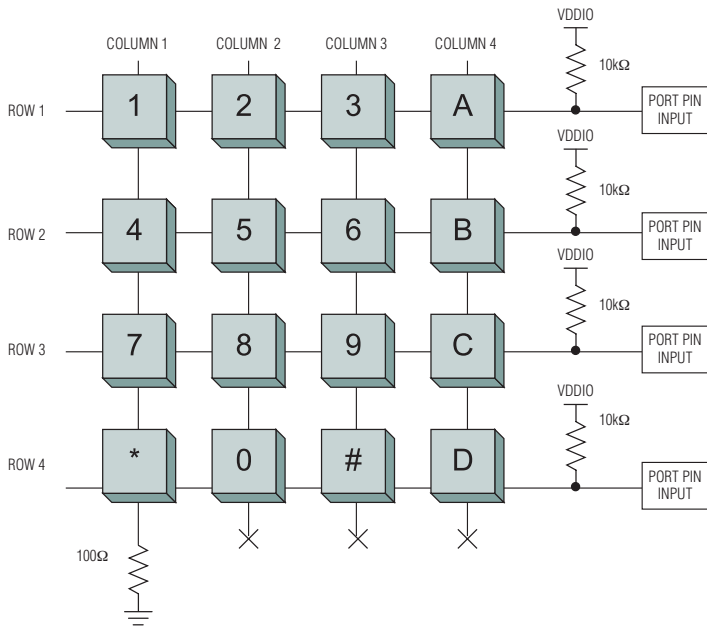 VDDIO
COLUMN 1 COLUMN 2 COLUMN 3 COLUMN 4
10kΩ
ROW 1 1 2 3 A PORT PIN INPUT
VDDIO
10kΩ
ROW 2 4 5 6 B PORT PIN INPUT
VDDIO
10kΩ
ROW 3 7 8 9 C PORT PIN INPUT
VDDIO
10kΩ
ROW 4 * 0 # D PORT PIN INPUT
100Ω